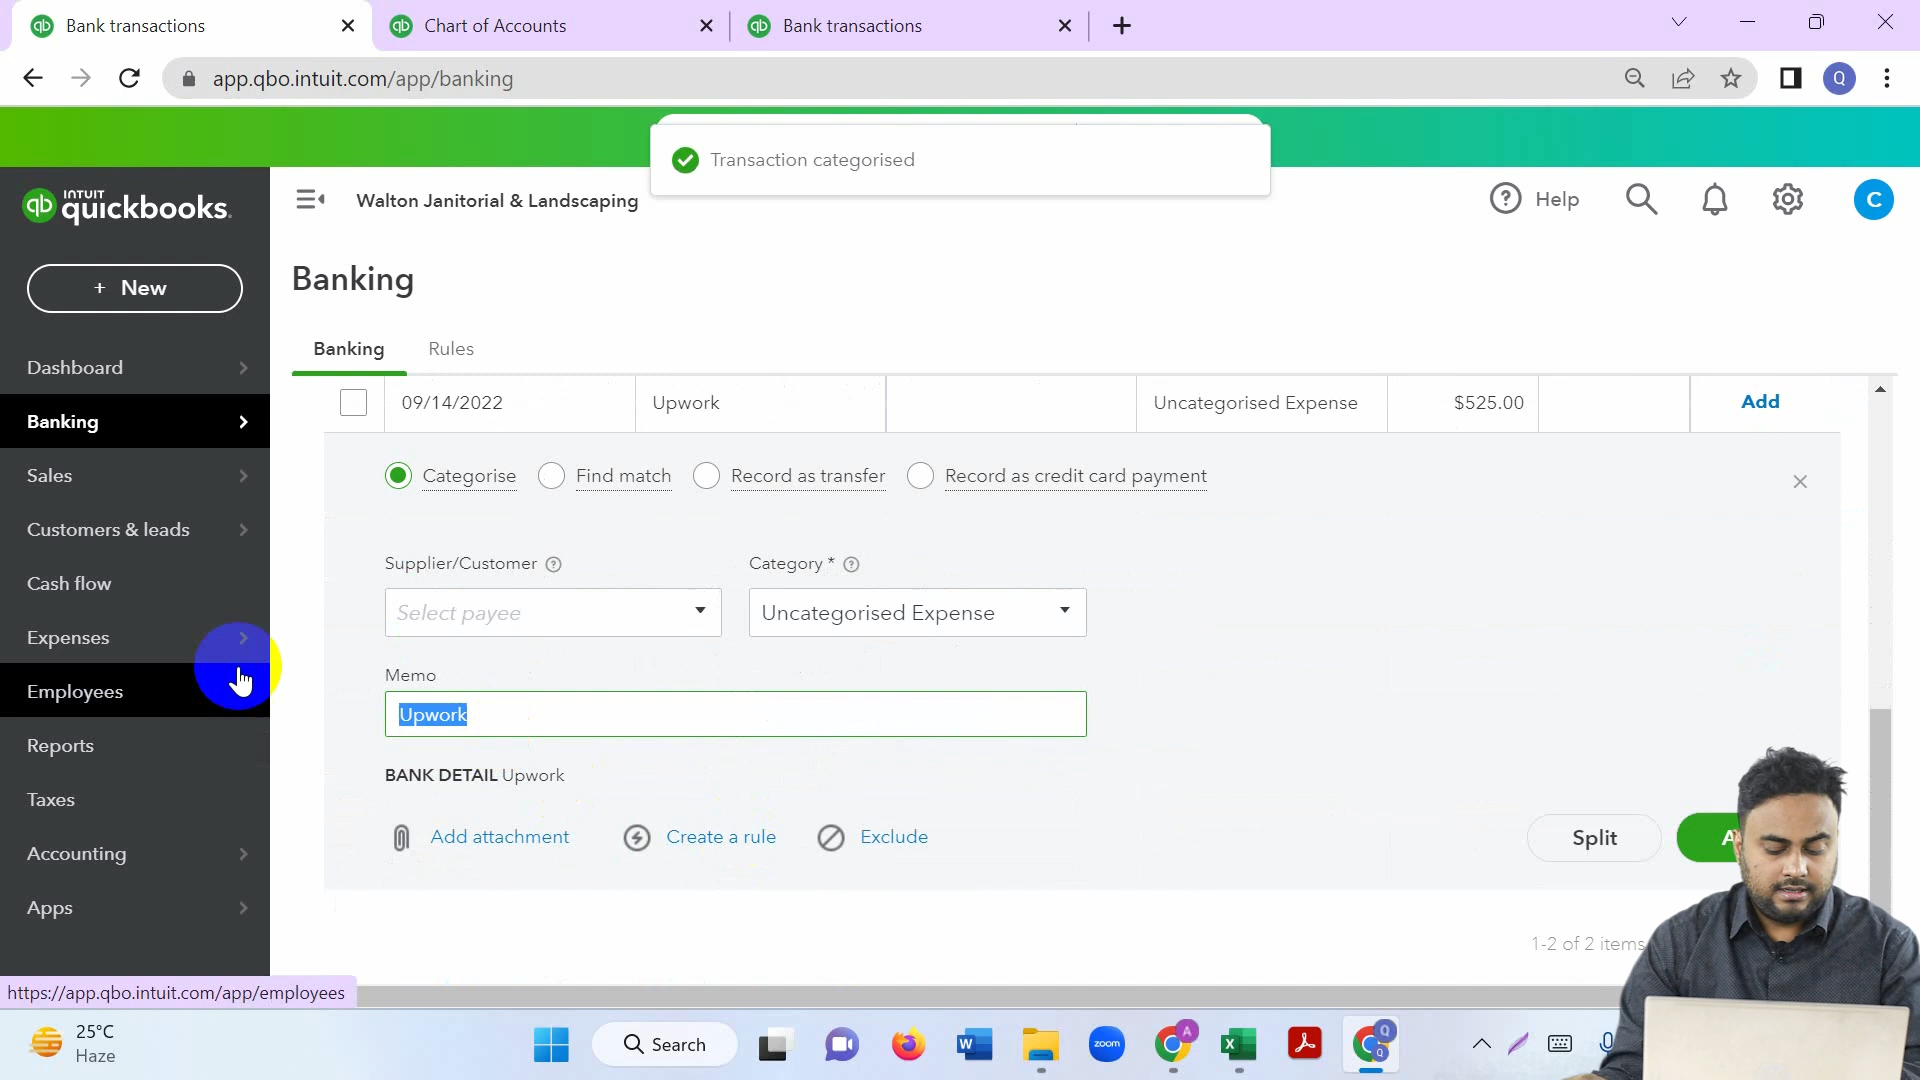 Bank transactions
Chart of Accounts
Bank transactions
app.qbo.intuit.com/app/banking
Q
Transaction categorised
INTUIT
quickbooks.
Walton Janitorial & Landscaping
Help
C
+ New
Banking
Banking
Rules
Dashboard
Banking
Sales
Customers & leads
Cash flow
Expenses
Employees
Reports
Taxes
Accounting
Apps
09/14/2022
Upwork
Uncategorised Expense
$525.00
Add
Categorise
Find match
Record as transfer
Record as credit card payment
Supplier/Customer
Category *
Select payee
Uncategorised Expense
Memo
Upwork
BANK DETAIL Upwork
Add attachment
Create a rule
Exclude
Split
1-2 of 2 items
https://app.qbo.intuit.com/app/employees
25°C
Haze
Search
zoom